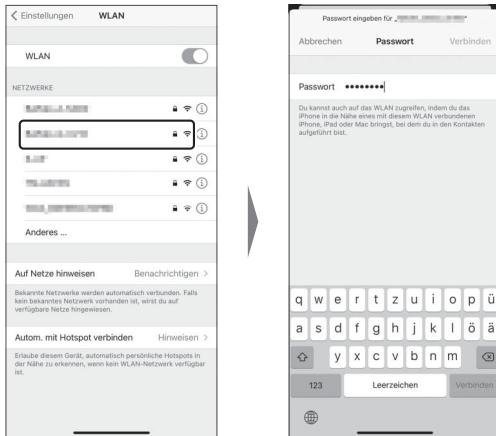 Einstellungen WLAN
WLAN
NETZWERKE
Anderes ...
Auf Netze hinweisen Benachrichtigen
Bekannte Netzwerke werden automatisch verbunden. Falls
kein bekanntes Netzwerk vorhanden ist, wirst du auf
verfügbare Netze hingewiesen.
Autom. mit Hotspot verbinden Hinweisen
Erlaube diesem Gerät, automatisch persönliche Hotspots in
der Nähe zu erkennen, wenn kein WLAN-Netzwerk verfügbar
ist.
Passwort eingeben für „
Abbrechen Passwort Verbinden
Passwort ••••••••
Du kannst auch auf das WLAN zugreifen, indem du das
iPhone in die Nähe eines mit diesem WLAN verbundenen
iPhone, iPad oder Mac bringst, bei dem du in den Kontakten
aufgeführt bist.
q w e r t z u i o p ü
a s d f g h j k l ö ä
y x c v b n m
123 Leerzeichen Verbinden